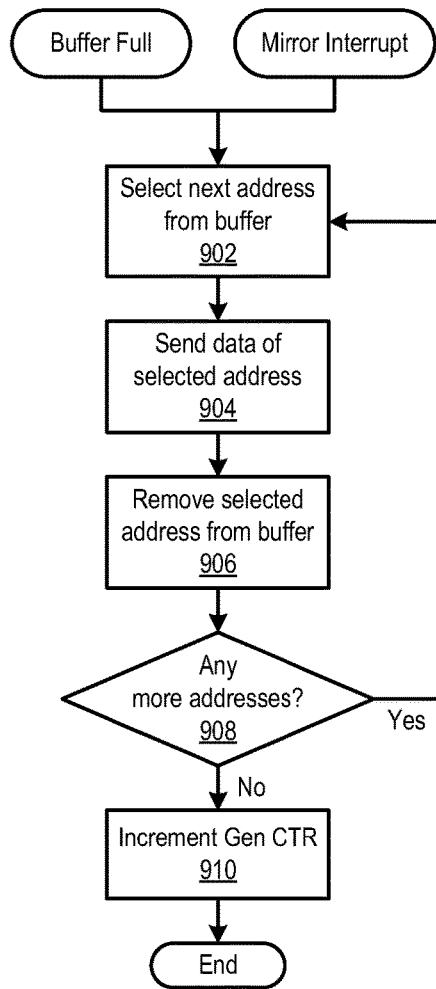 Buffer Full
Mirror Interrupt
Select next address
from buffer
902
Send data of
selected address
904
Remove selected
address from buffer
906
Any
more addresses?
908
Yes
No
Increment Gen CTR
910
End